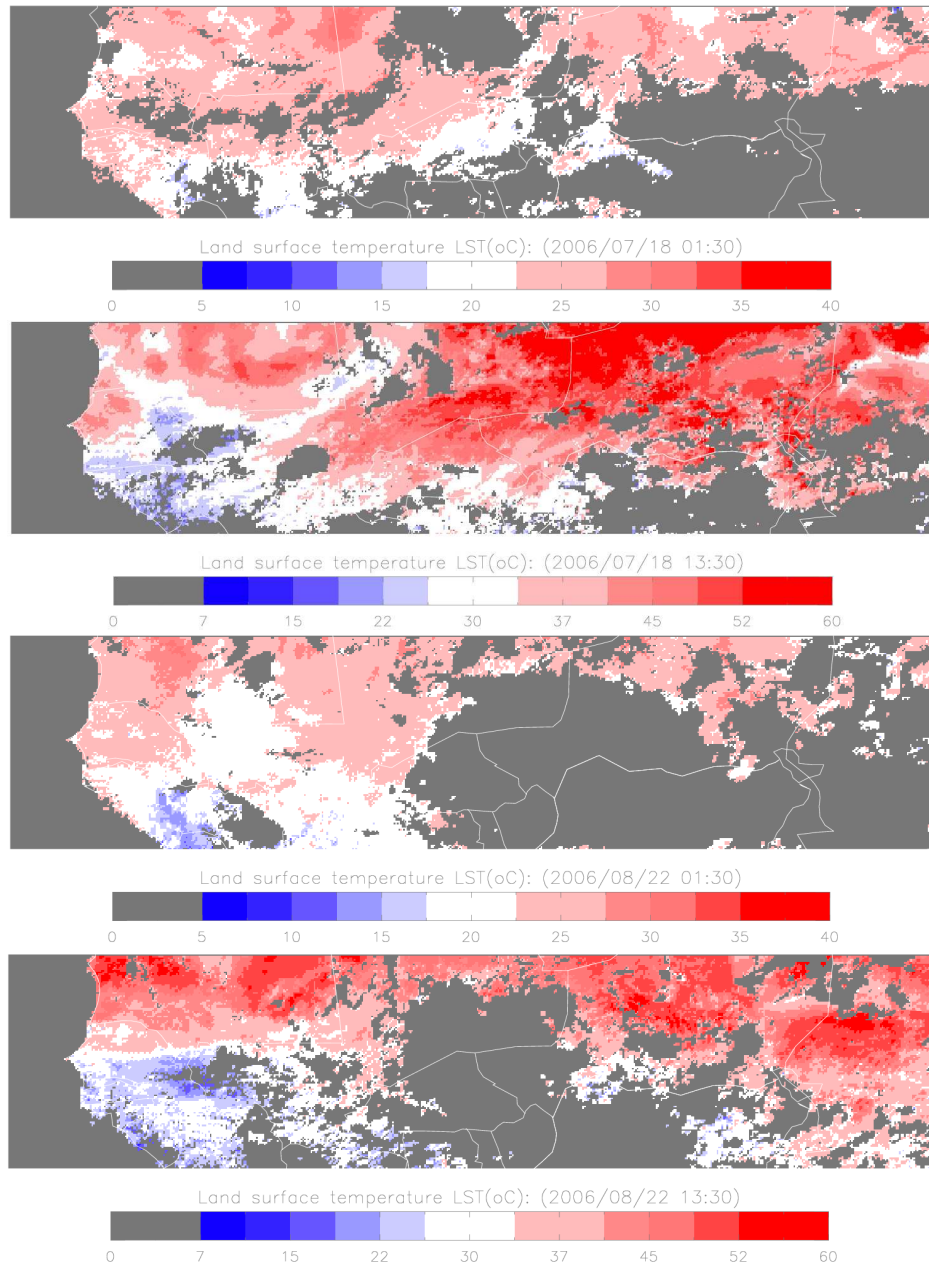 Land surface temperature LST(oC): (2006/07/18 01:30)
0 5 10 15 20 25 30 35 40
Land surface temperature LST(oC): (2006/07/18 13:30)
0 7 15 22 30 37 45 52 60
Land surface temperature LST(oC): (2006/08/22 01:30)
0 5 10 15 20 25 30 35 40
Land surface temperature LST(oC): (2006/08/22 13:30)
0 7 15 22 30 37 45 52 60